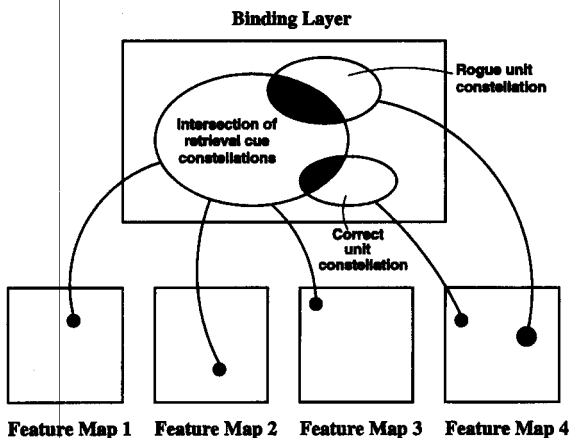 Binding Layer
Rogue unit
constellation
Intersection of
retrieval cue
constellations
Correct
unit
constellation
Feature Map 1
Feature Map 2
Feature Map 3
Feature Map 4